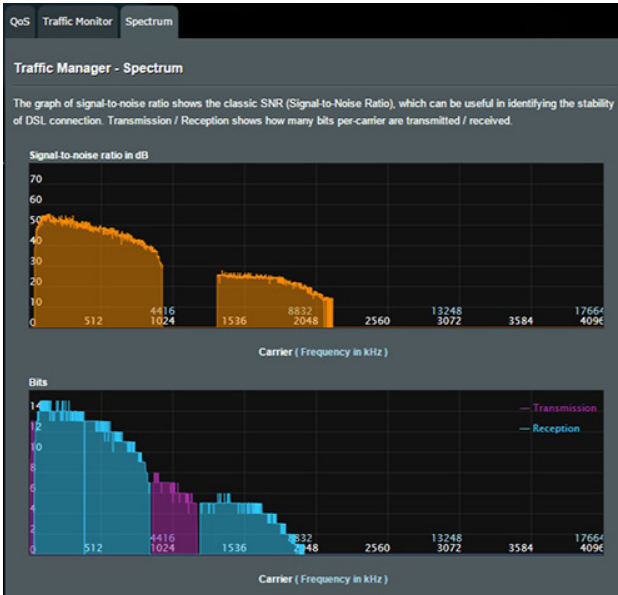 QoS Traffic Monitor Spectrum
Traffic Manager - Spectrum
The graph of signal-to-noise ratio shows the classic SNR (Signal-to-Noise Ratio), which can be useful in identifying the stability
of DSL connection. Transmission / Reception shows how many bits per-carrier are transmitted / received.
Signal-to-noise ratio in dB
70
60
50
40
30
20
10
4416 8832 13248 17664
0 512 1024 1536 2048 2560 3072 3584 4096
Carrier ( Frequency in kHz )
Bits
14 Transmission
12 Reception
10
8
6
4
2
4416 8832 13248 17664
0 512 1024 1536 2048 2560 3072 3584 4096
Carrier ( Frequency in kHz )